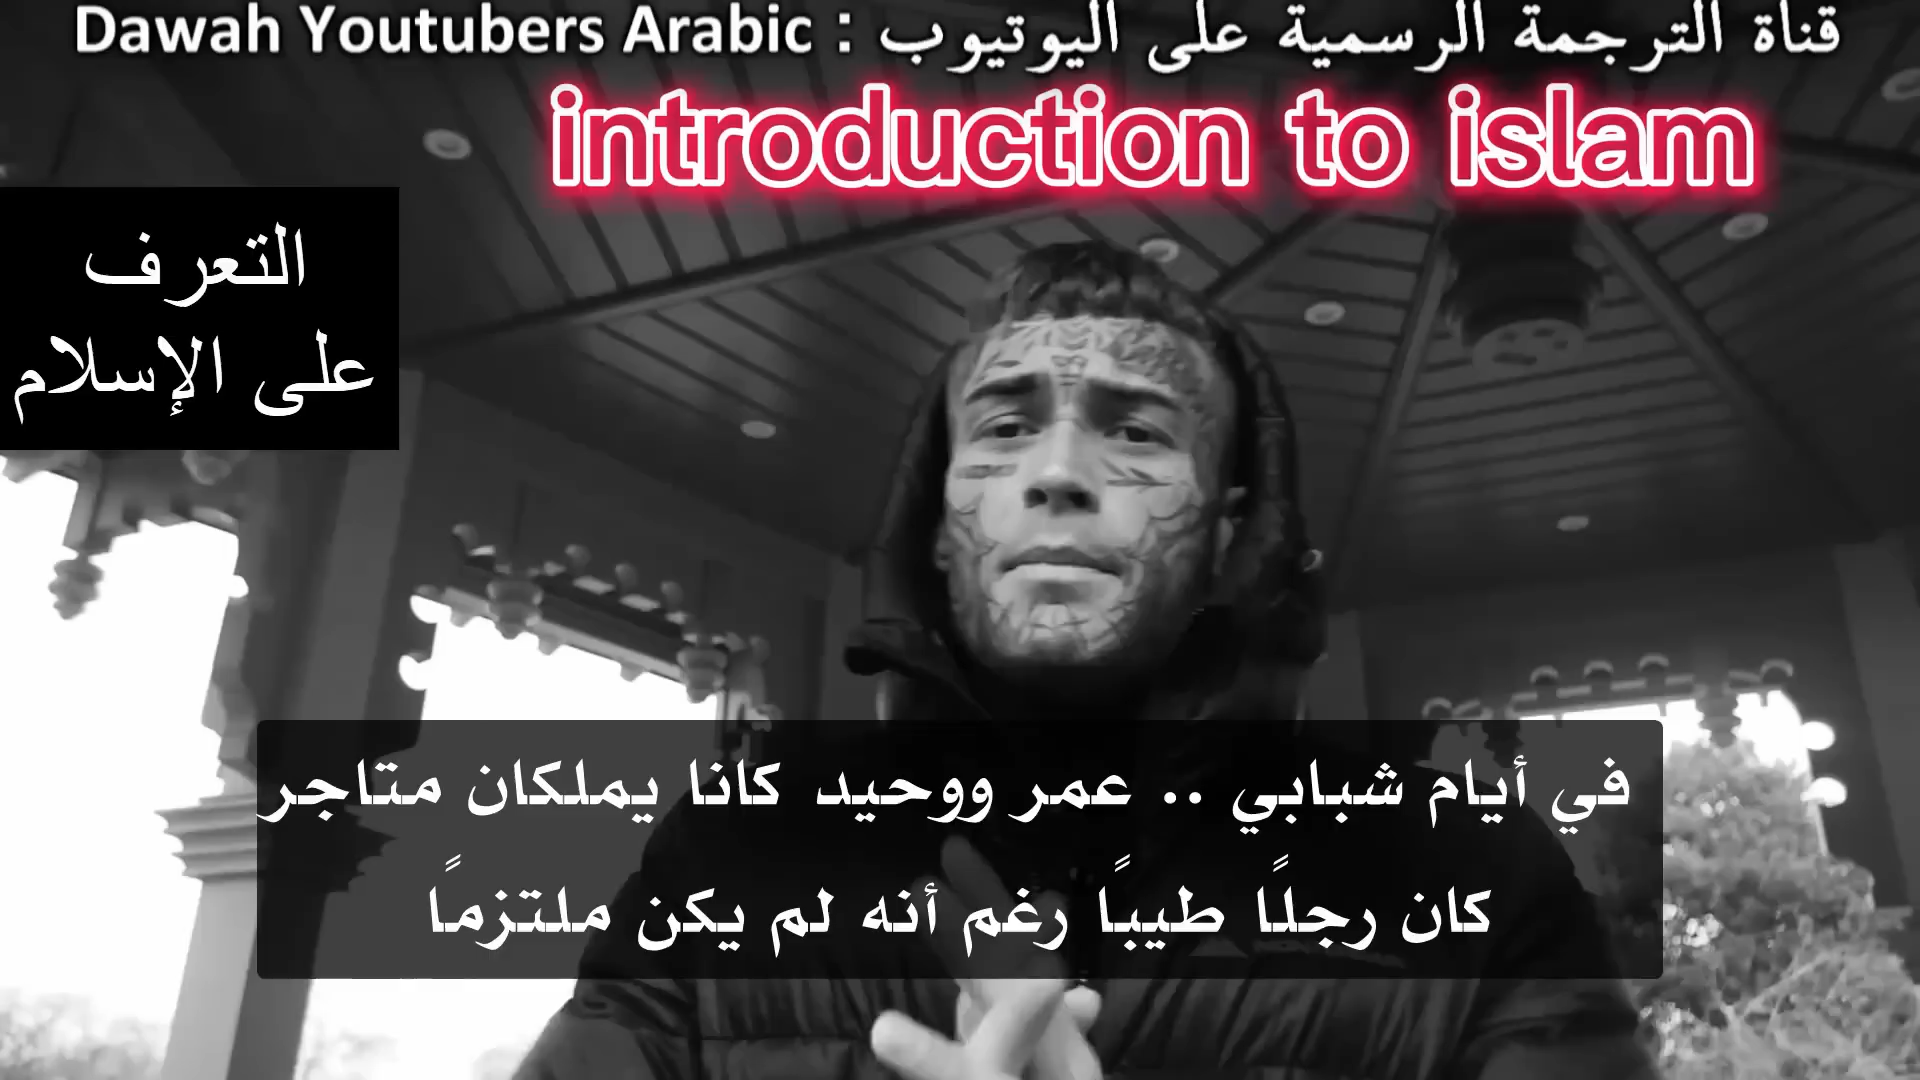 قناة الترجمة الرسمية على اليوتيوب : Dawah Youtubers Arabic
introduction to islam
التعرف
على الإسلام
في أيام شبابي .. عمر ووحيد كانا يملكان متاجر
كان رجلًا طيبًا رغم أنه لم يكن ملتزمًا